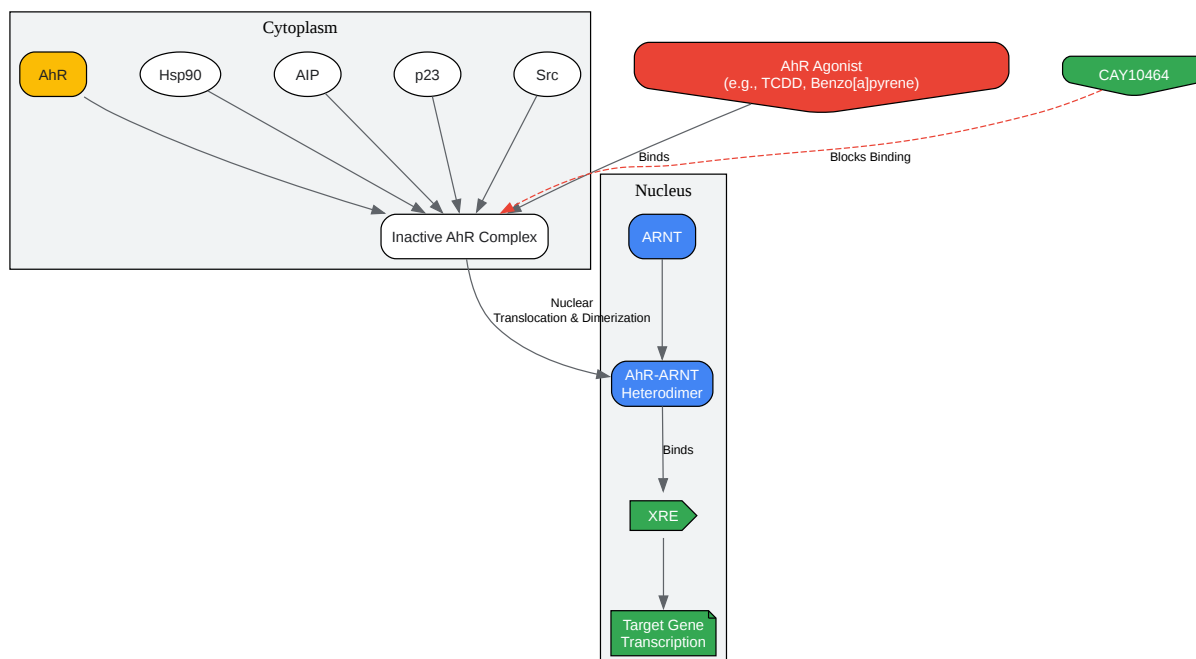 Cytoplasm
AhR
Hsp90
AIP
p23
Src
AhR Agonist
(e.g., TCDD, Benzo[a]pyrene)
CAY10464
Binds
Blocks Binding
Nucleus
Inactive AhR Complex
ARNT
Nuclear
Translocation & Dimerization
AhR-ARNT
Heterodimer
Binds
XRE
Target Gene
Transcription